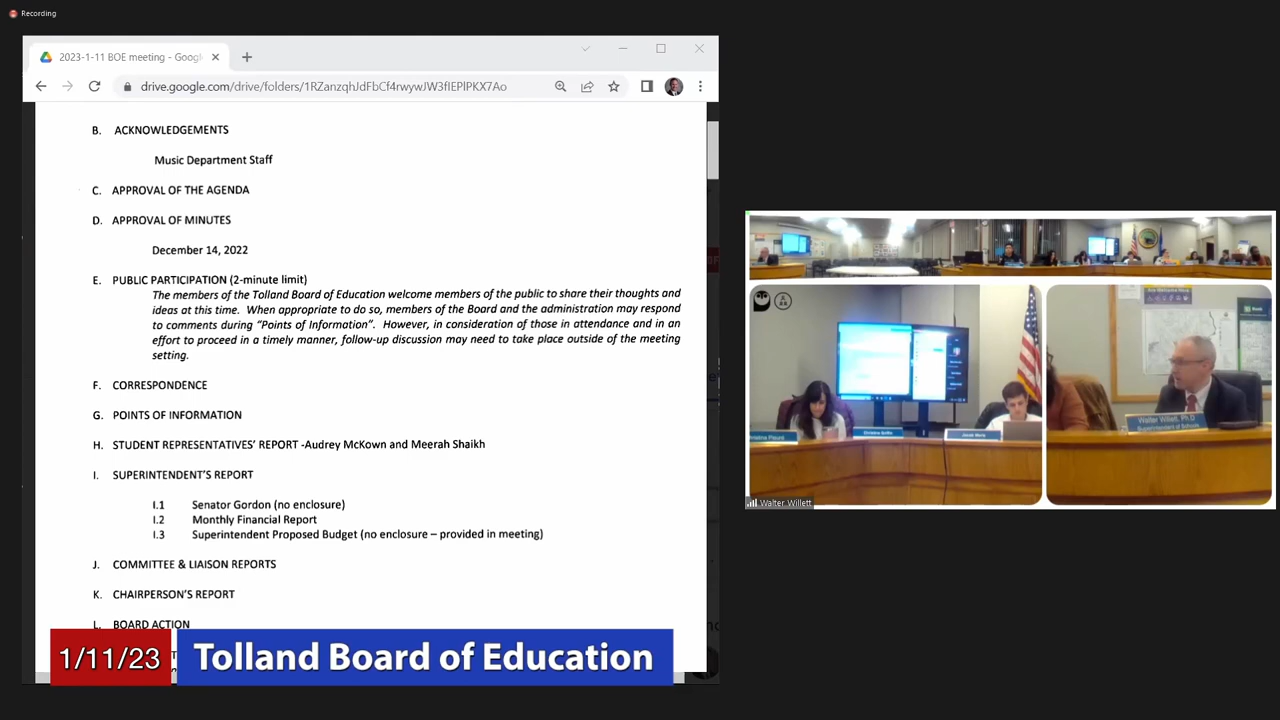 Recording
2023-1-11 BOE meeting - Goog
drive.google.com/drive/folders/1RZanzqhJdFbCf4rwywJW3fIEPlPKX7Ao
B. ACKNOWLEDGEMENTS
Music Department Staff
C. APPROVAL OF THE AGENDA
D. APPROVAL OF MINUTES
December 14, 2022
E. PUBLIC PARTICIPATION (2-minute limit)
The members of the Tolland Board of Education welcome members of the public to share their thoughts and
ideas at this time. When appropriate to do so, members of the Board and the administration may respond
to comments during “Points of Information”. However, in consideration of those in attendance and in an
effort to proceed in a timely manner, follow-up discussion may need to take place outside of the meeting
setting.
F. CORRESPONDENCE
G. POINTS OF INFORMATION
H. STUDENT REPRESENTATIVES’ REPORT -Audrey McKown and Meerah Shaikh
I. SUPERINTENDENT’S REPORT
I.1 Senator Gordon (no enclosure)
I.2 Monthly Financial Report
I.3 Superintendent Proposed Budget (no enclosure – provided in meeting)
J. COMMITTEE & LIAISON REPORTS
K. CHAIRPERSON’S REPORT
L. BOARD ACTION
1/11/23
Tolland Board of Education
Walter Willett, Ph.D
Superintendent of Schools
Walter Willett